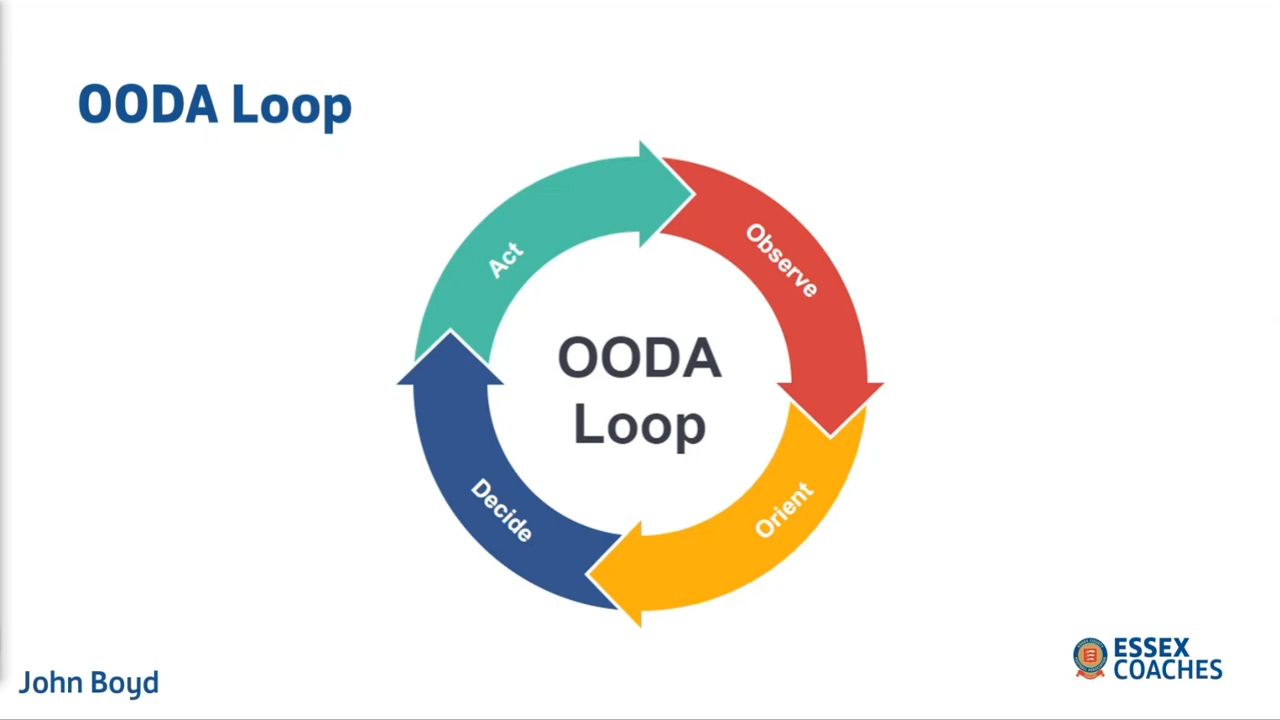 OODA Loop
Act
Observe
OODA
Loop
Decide
Orient
John Boyd
ESSEX
COACHES